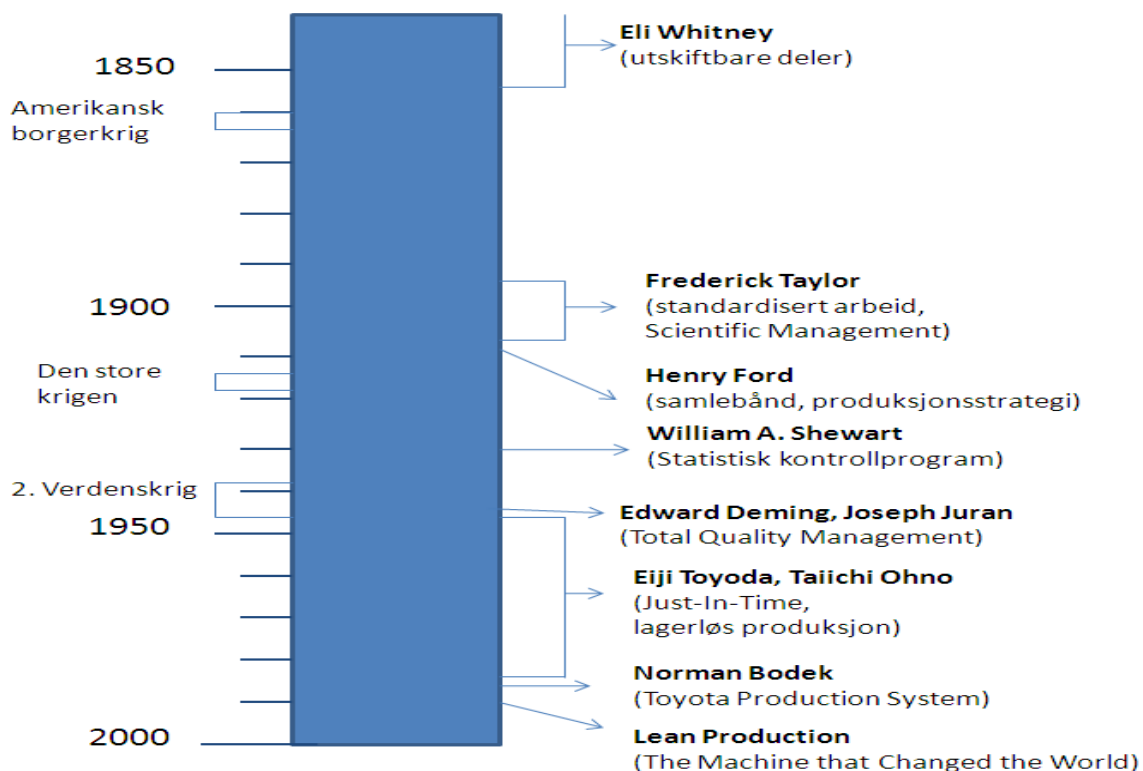 Eli Whitney
(utskiftbare deler)
1850
Amerikansk
borgerkrig
Frederick Taylor
(standardisert arbeid,
Scientific Management)
1900
Den store
krigen
Henry Ford
(samlebånd, produksjonsstrategi)
William A. Shewart
(Statistisk kontrollprogram)
2. Verdenskrig
1950
Edward Deming, Joseph Juran
(Total Quality Management)
Eiji Toyoda, Taiichi Ohno
(Just-In-Time,
lagerløs produksjon)
Norman Bodek
(Toyota Production System)
2000
Lean Production
(The Machine that Changed the World)